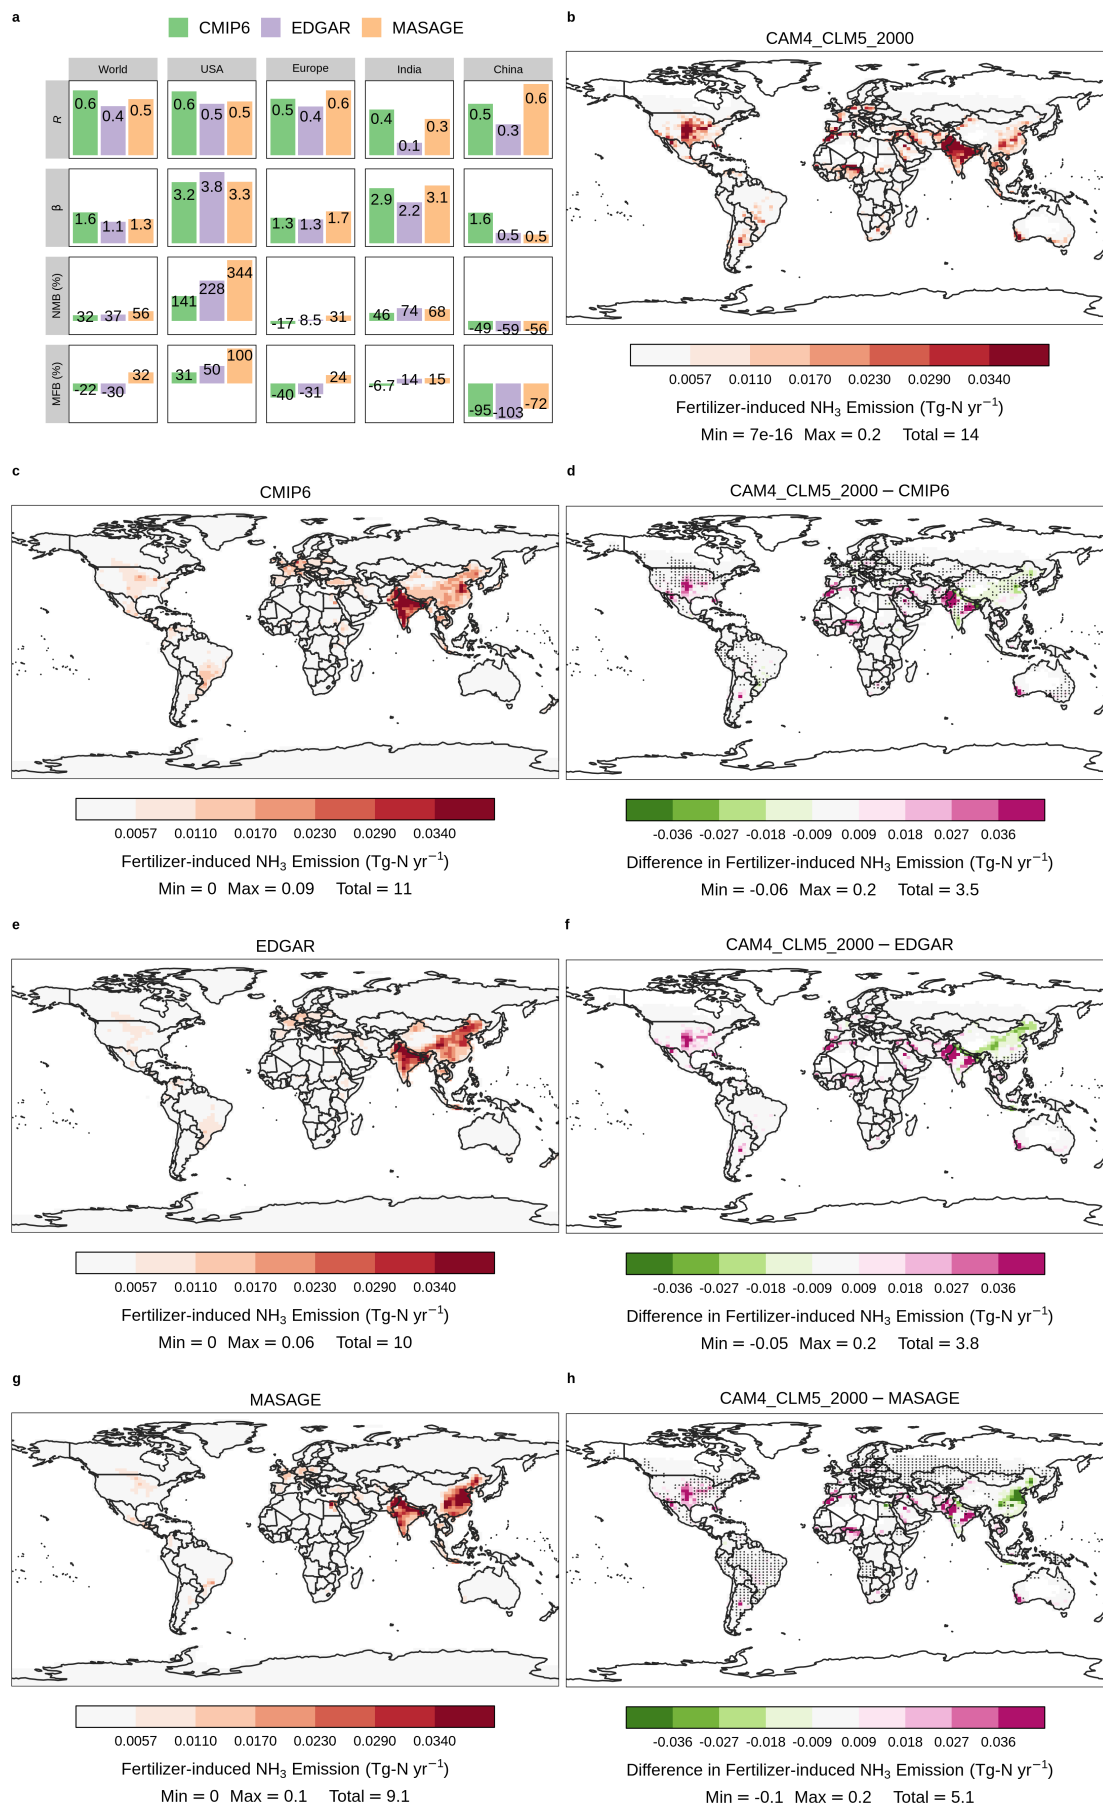 a
CMIP6 EDGAR MASAGE
World USA Europe India China
R
0.6 0.4 0.5 0.6 0.5 0.5 0.5 0.4 0.6 0.4 0.1 0.3 0.5 0.3 0.6
β
1.6 1.1 1.3 3.2 3.8 3.3 1.3 1.3 1.7 2.9 2.2 3.1 1.6 0.5 0.5
NMB (%)
32 37 56 141 228 344 -17 8.5 31 46 74 68 -49 -59 -56
MFB (%)
-22 -30 32 31 50 100 -40 -31 24 -6.7 14 15 -95 -103 -72
b
CAM4_CLM5_2000
0.0057 0.0110 0.0170 0.0230 0.0290 0.0340
Fertilizer-induced NH₃ Emission (Tg-N yr⁻¹)
Min = 7e-16 Max = 0.2 Total = 14
c
CMIP6
0.0057 0.0110 0.0170 0.0230 0.0290 0.0340
Fertilizer-induced NH₃ Emission (Tg-N yr⁻¹)
Min = 0 Max = 0.09 Total = 11
d
CAM4_CLM5_2000 – CMIP6
-0.036 -0.027 -0.018 -0.009 0.009 0.018 0.027 0.036
Difference in Fertilizer-induced NH₃ Emission (Tg-N yr⁻¹)
Min = -0.06 Max = 0.2 Total = 3.5
e
EDGAR
0.0057 0.0110 0.0170 0.0230 0.0290 0.0340
Fertilizer-induced NH₃ Emission (Tg-N yr⁻¹)
Min = 0 Max = 0.06 Total = 10
f
CAM4_CLM5_2000 – EDGAR
-0.036 -0.027 -0.018 -0.009 0.009 0.018 0.027 0.036
Difference in Fertilizer-induced NH₃ Emission (Tg-N yr⁻¹)
Min = -0.05 Max = 0.2 Total = 3.8
g
MASAGE
0.0057 0.0110 0.0170 0.0230 0.0290 0.0340
Fertilizer-induced NH₃ Emission (Tg-N yr⁻¹)
Min = 0 Max = 0.1 Total = 9.1
h
CAM4_CLM5_2000 – MASAGE
-0.036 -0.027 -0.018 -0.009 0.009 0.018 0.027 0.036
Difference in Fertilizer-induced NH₃ Emission (Tg-N yr⁻¹)
Min = -0.1 Max = 0.2 Total = 5.1